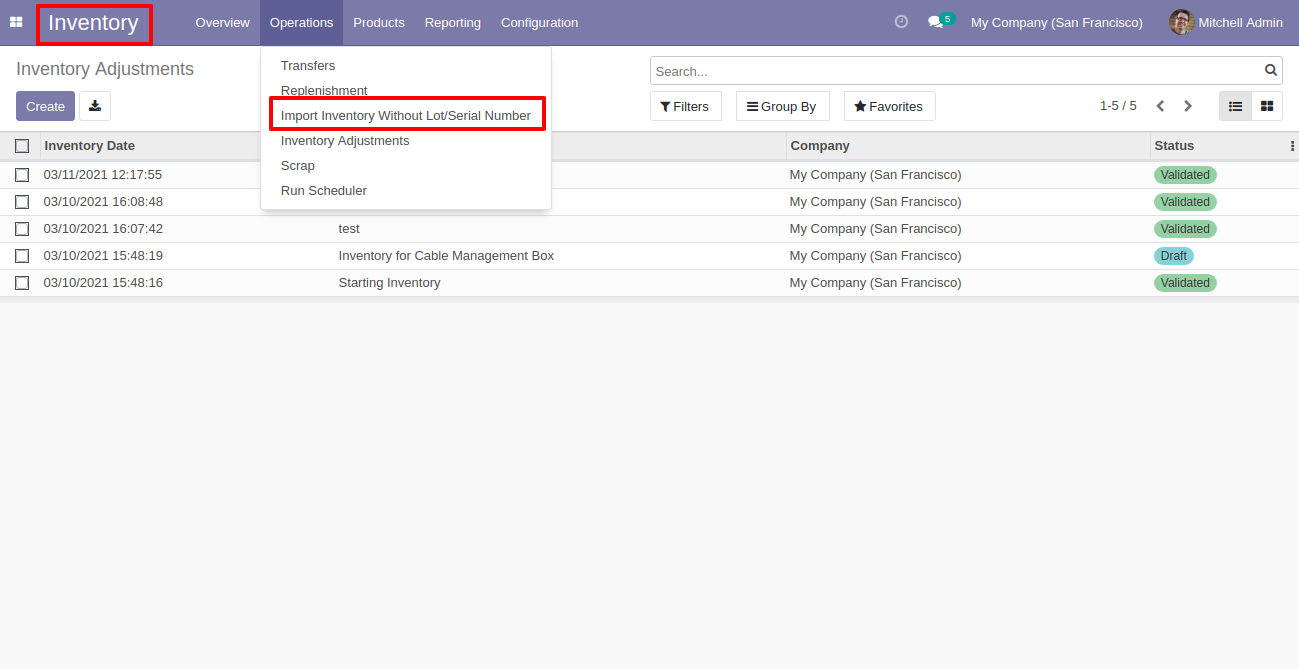 Inventory Overview Operations Products Reporting Configuration 5 My Company (San Francisco) Mitchell Admin
Inventory Adjustments
Search...
Create
Filters Group By Favorites 1-5 / 5
Transfers
Replenishment
Import Inventory Without Lot/Serial Number
Inventory Adjustments
Scrap
Run Scheduler
Inventory Date Company Status
03/11/2021 12:17:55 My Company (San Francisco) Validated
03/10/2021 16:08:48 My Company (San Francisco) Validated
03/10/2021 16:07:42 test My Company (San Francisco) Validated
03/10/2021 15:48:19 Inventory for Cable Management Box My Company (San Francisco) Draft
03/10/2021 15:48:16 Starting Inventory My Company (San Francisco) Validated